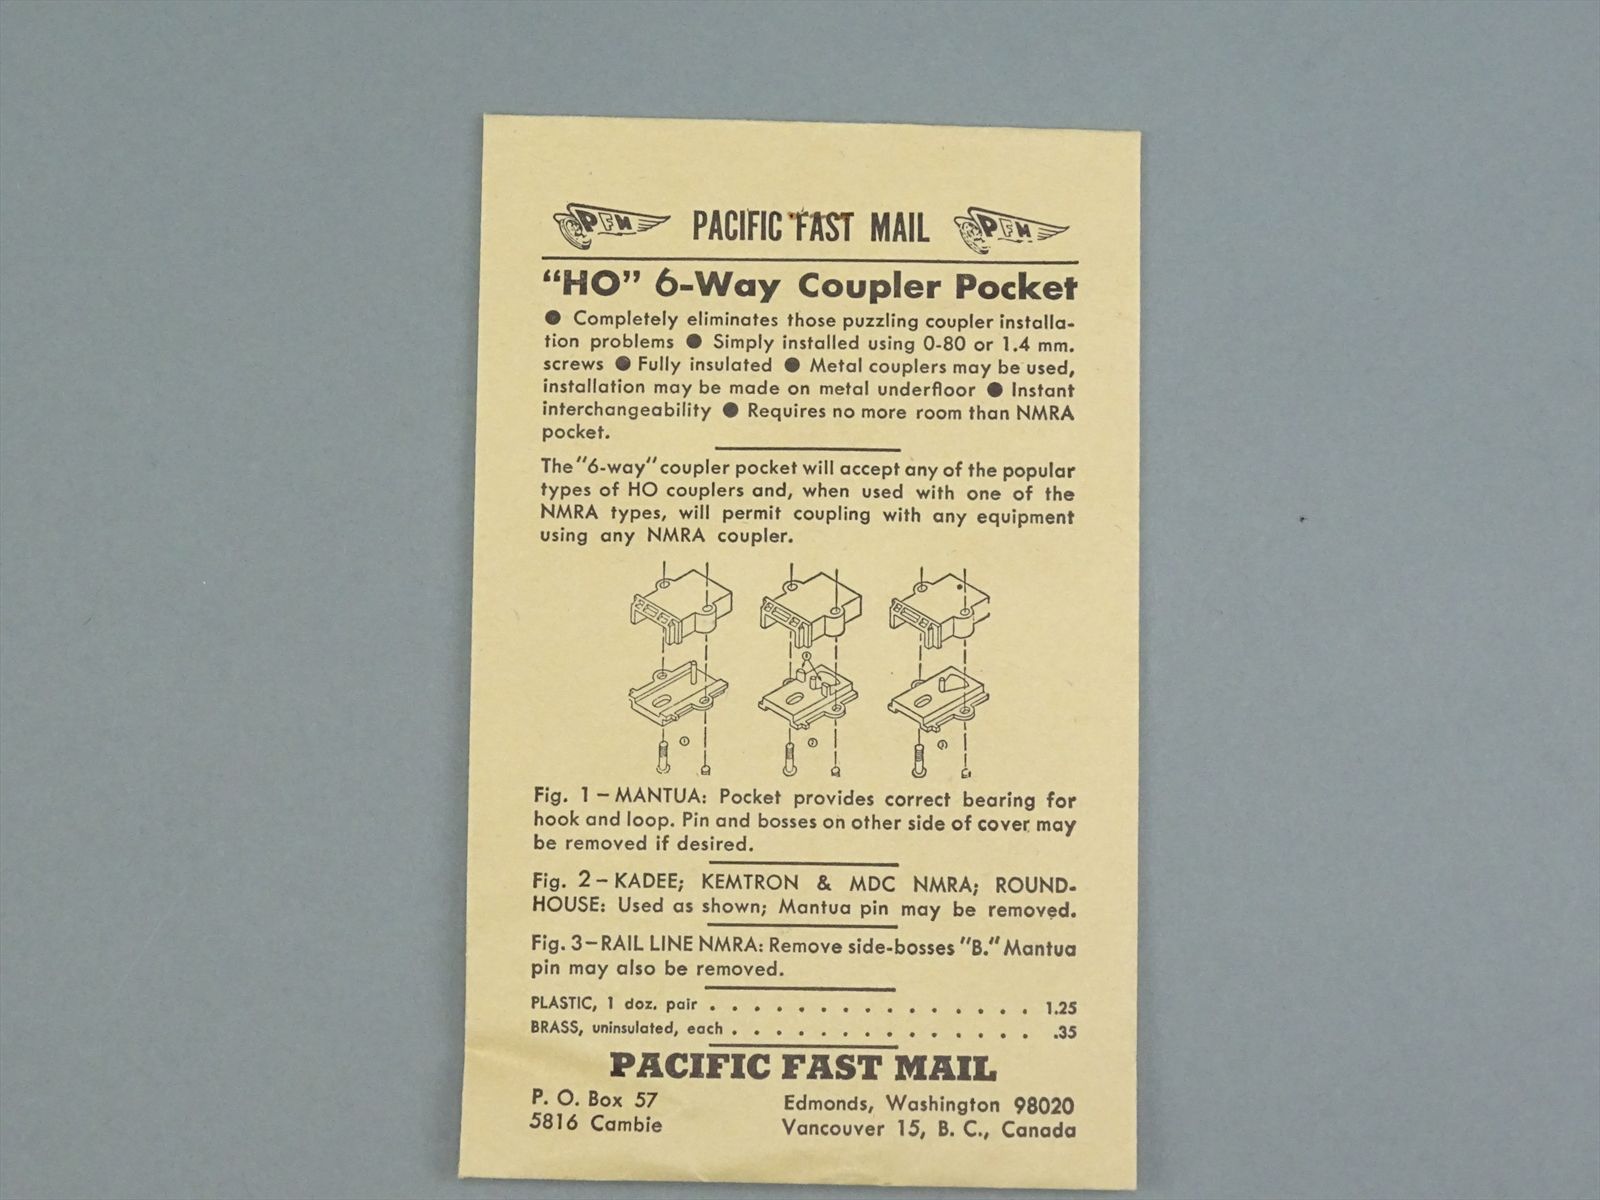 PFM PACIFIC FAST MAIL PFM
“HO” 6-Way Coupler Pocket
● Completely eliminates those puzzling coupler installa-
tion problems ● Simply installed using 0-80 or 1.4 mm.
screws ● Fully insulated ● Metal couplers may be used,
installation may be made on metal underfloor ● Instant
interchangeability ● Requires no more room than NMRA
pocket.
The "6-way" coupler pocket will accept any of the popular
types of HO couplers and, when used with one of the
NMRA types, will permit coupling with any equipment
using any NMRA coupler.
Fig. 1 – MANTUA: Pocket provides correct bearing for
hook and loop. Pin and bosses on other side of cover may
be removed if desired.
Fig. 2 – KADEE; KEMTRON & MDC NMRA; ROUND-
HOUSE: Used as shown; Mantua pin may be removed.
Fig. 3 – RAIL LINE NMRA: Remove side-bosses "B." Mantua
pin may also be removed.
PLASTIC, 1 doz. pair . . . . . . . . . . . . . . 1.25
BRASS, uninsulated, each . . . . . . . . . . . . . .35
PACIFIC FAST MAIL
P. O. Box 57 Edmonds, Washington 98020
5816 Cambie Vancouver 15, B. C., Canada